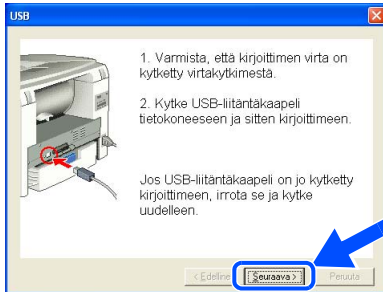 USB
1. Varmista, että kirjoittimen virta on
kytketty virtakytkimestä.
2. Kytke USB-liitäntäkaapeli
tietokoneeseen ja sitten kirjoittimeen.
Jos USB-liitäntäkaapeli on jo kytketty
kirjoittimeen, irrota se ja kytke
uudelleen.
< Edelline Seuraava > Peruuta